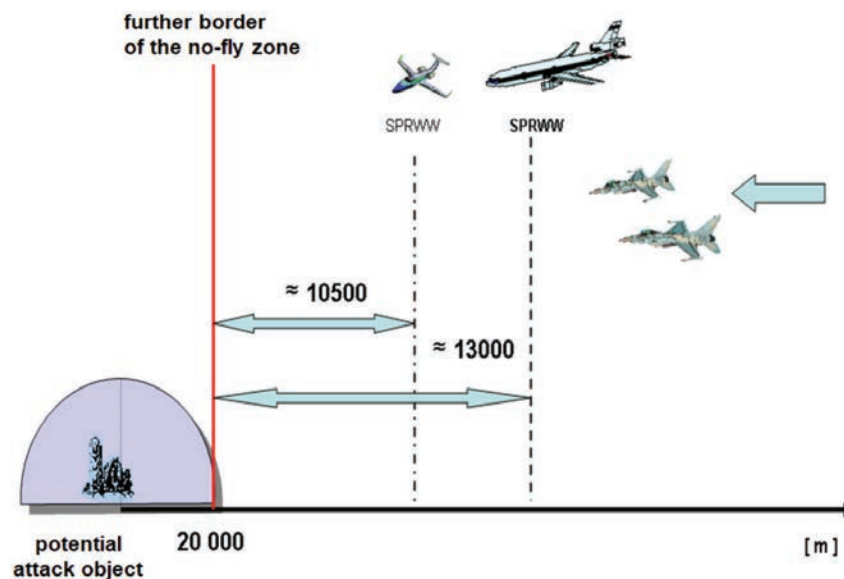 further border
of the no-fly zone
SPRWW
SPRWW
≈ 10500
≈ 13000
potential
attack object
20 000
[ m ]